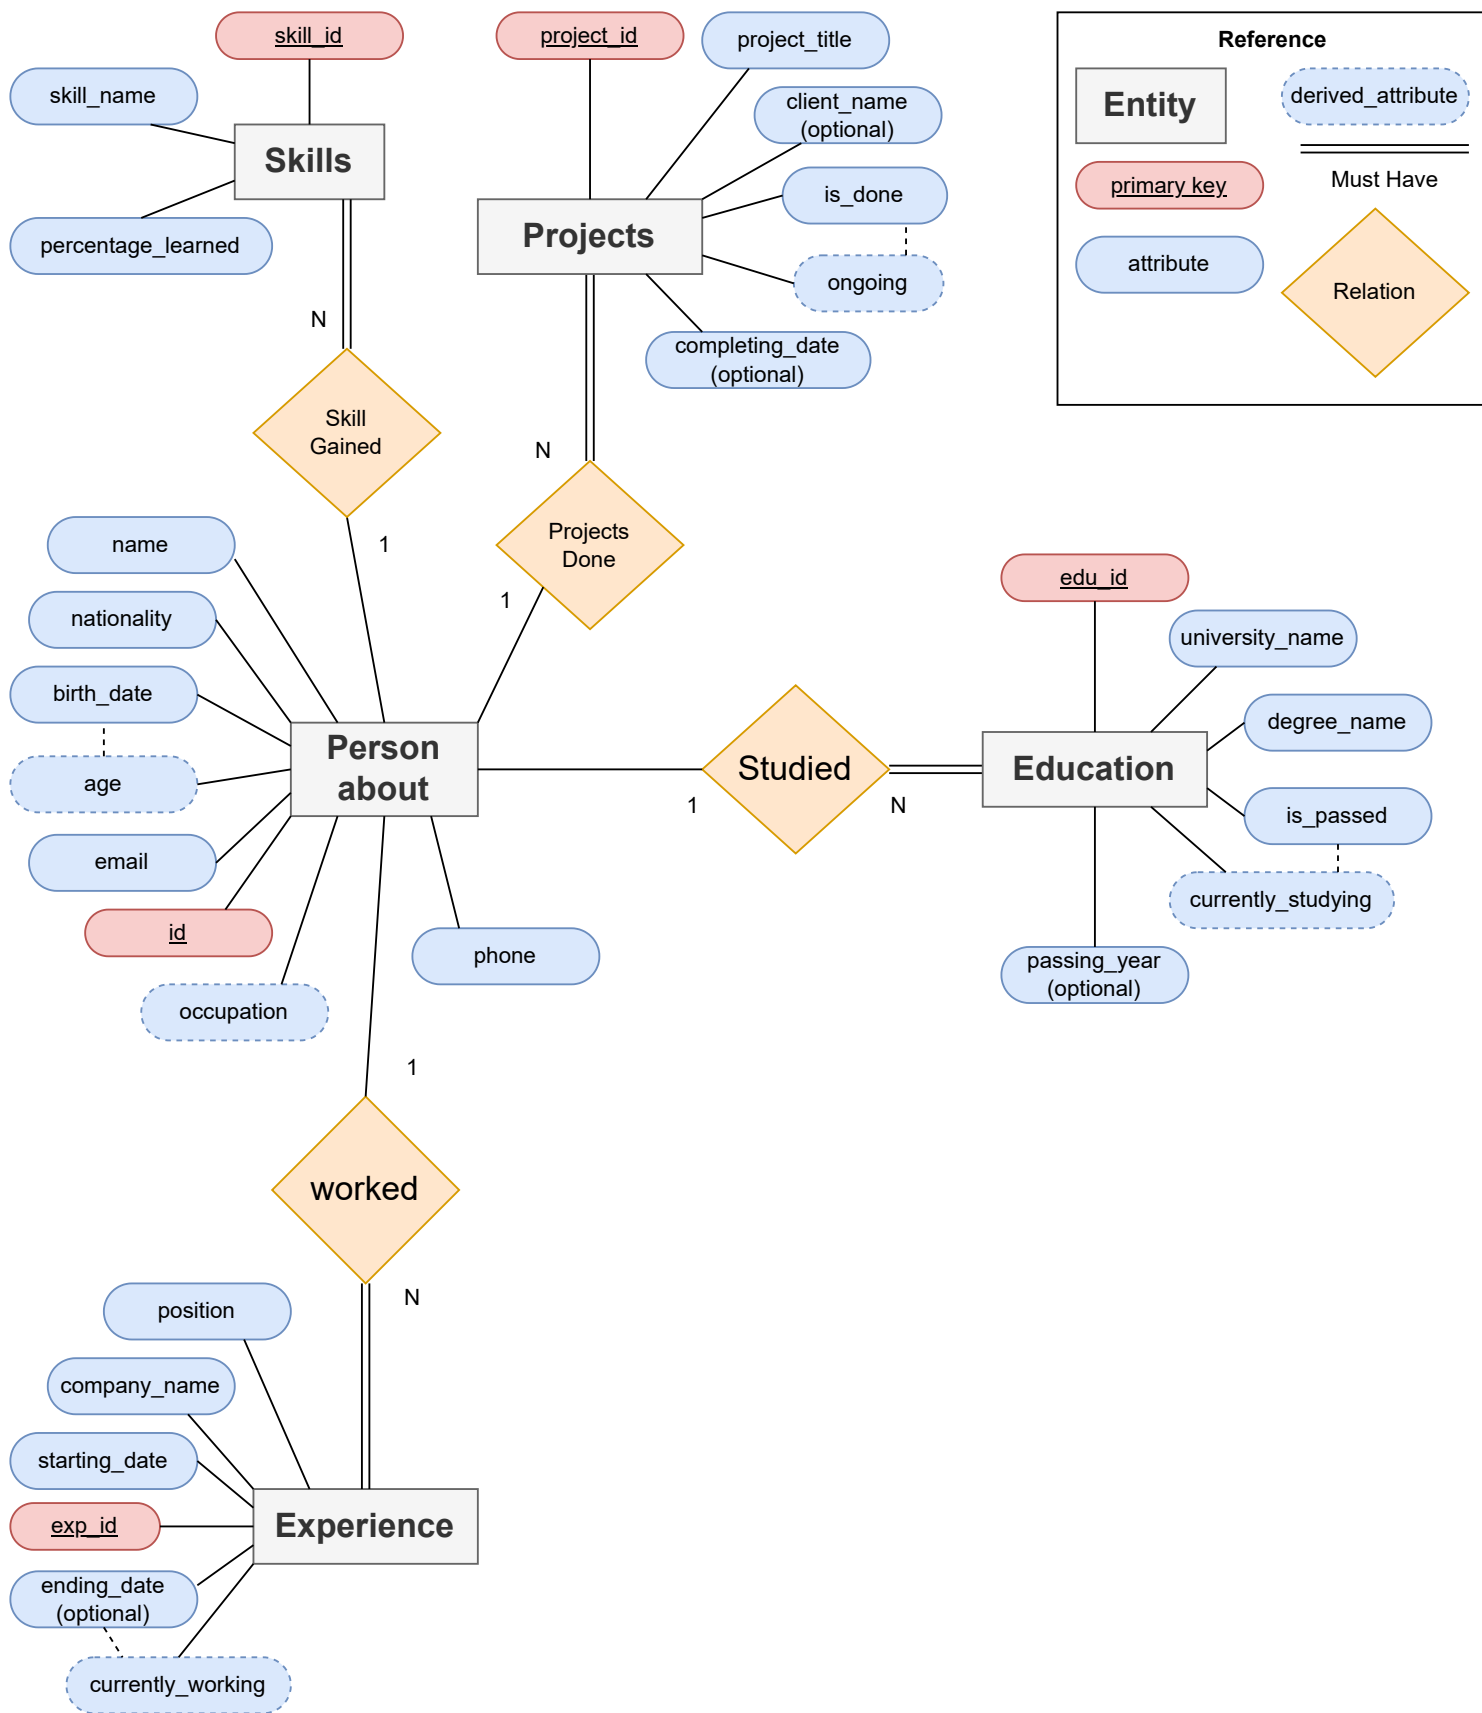 skill_id
skill_name
Skills
percentage_learned
project_id
project_title
client_name
(optional)
is_done
Projects
ongoing
completing_date
(optional)
Reference
Entity
derived_attribute
primary key
Must Have
attribute
Relation
N
Skill
Gained
1
N
Projects
Done
1
name
nationality
birth_date
age
email
id
occupation
phone
Person
about
Studied
1
N
edu_id
university_name
degree_name
Education
is_passed
currently_studying
passing_year
(optional)
1
worked
N
position
company_name
starting_date
exp_id
Experience
ending_date
(optional)
currently_working